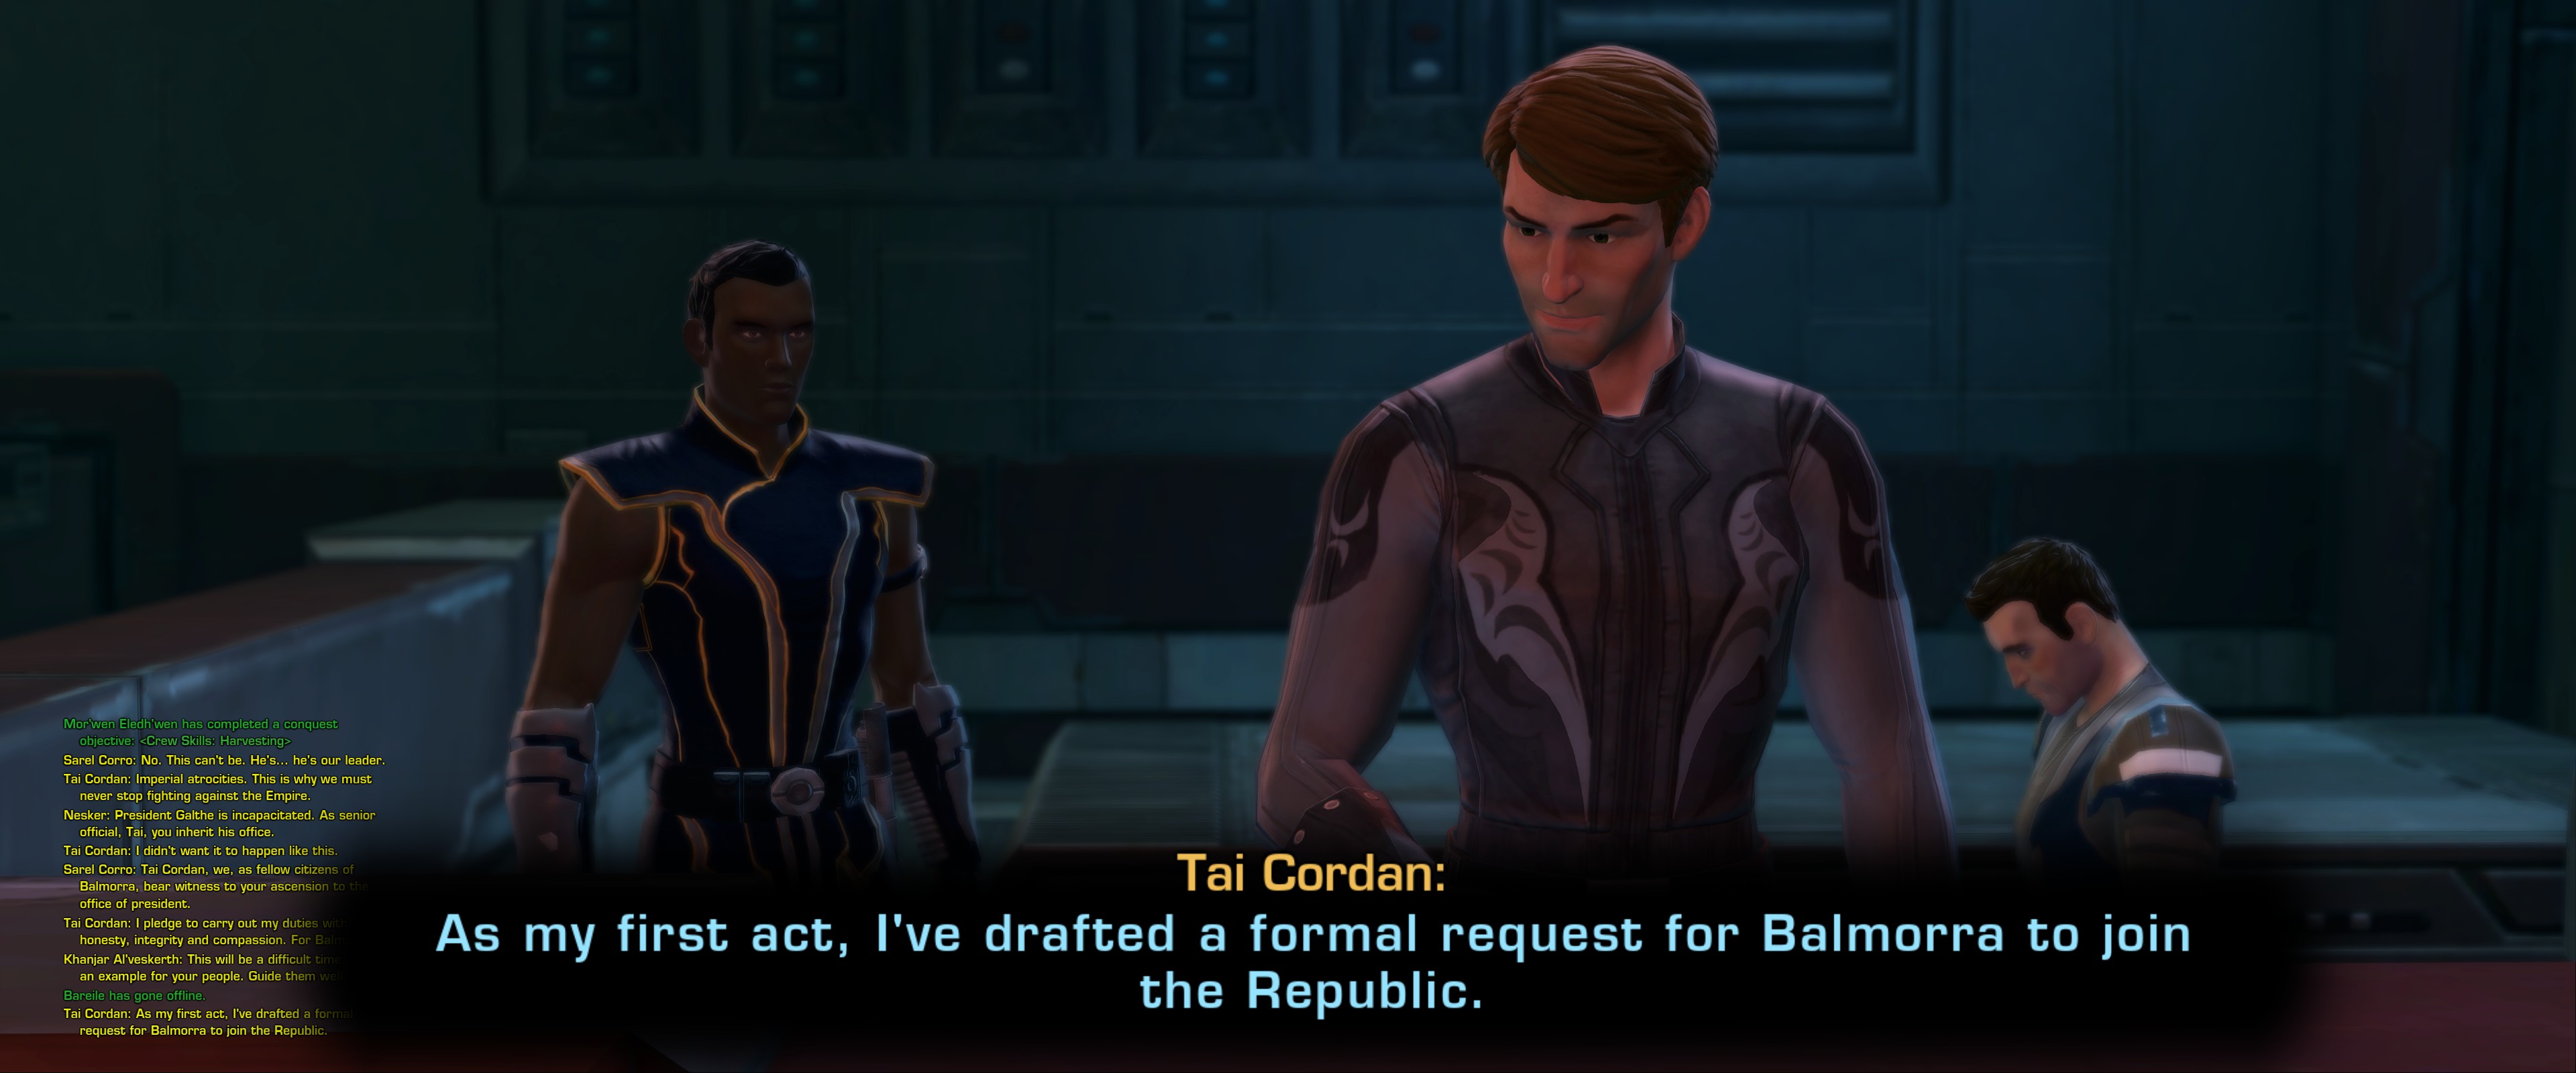 Mor'wen Eledh'wen has completed a conquest
objective: <Crew Skills: Harvesting>
Sarel Corro: No. This can't be. He's... he's our leader.
Tai Cordan: Imperial atrocities. This is why we must
never stop fighting against the Empire.
Nesker: President Galthe is incapacitated. As senior
official, Tai, you inherit his office.
Tai Cordan: I didn't want it to happen like this.
Sarel Corro: Tai Cordan, we, as fellow citizens of
Balmorra, bear witness to your ascension to the
office of president.
Tai Cordan: I pledge to carry out my duties with
honesty, integrity and compassion. For
Khanjar Al'veskerth: This will be a difficult
an example for your people. Guide them
Bareile has gone offline.
Tai Cordan: As my first act, I've drafted a formal
request for Balmorra to join the Republic.
Tai Cordan:
As my first act, I've drafted a formal request for Balmorra to join
the Republic.